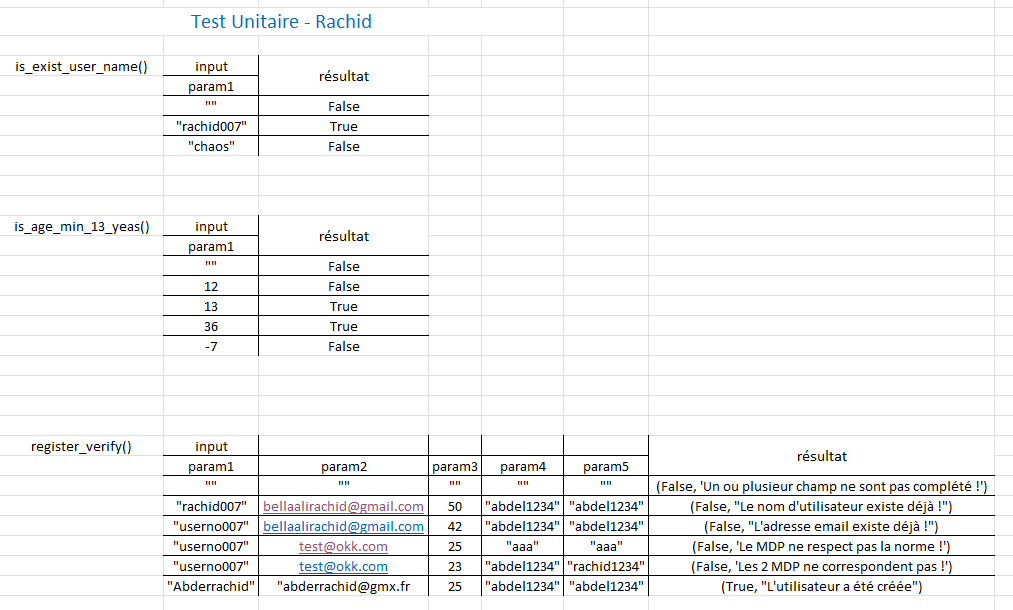 Test Unitaire - Rachid
is_exist_user_name() input résultat
param1
"" False
"rachid007" True
"chaos" False
is_age_min_13_yeas() input résultat
param1
"" False
12 False
13 True
36 True
-7 False
register_verify() input résultat
param1 param2 param3 param4 param5
"" "" "" "" "" (False, 'Un ou plusieur champ ne sont pas complété !')
"rachid007" bellaalirachid@gmail.com 50 "abdel1234" "abdel1234" (False, "Le nom d'utilisateur existe déjà !")
"userno007" bellaalirachid@gmail.com 42 "abdel1234" "abdel1234" (False, "L'adresse email existe déjà !")
"userno007" test@okk.com 25 "aaa" "aaa" (False, 'Le MDP ne respect pas la norme !')
"userno007" test@okk.com 23 "abdel1234" "rachid1234" (False, 'Les 2 MDP ne correspondent pas !')
"Abderrachid" "abderrachid@gmx.fr 25 "abdel1234" "abdel1234" (True, "L'utilisateur a été créée")